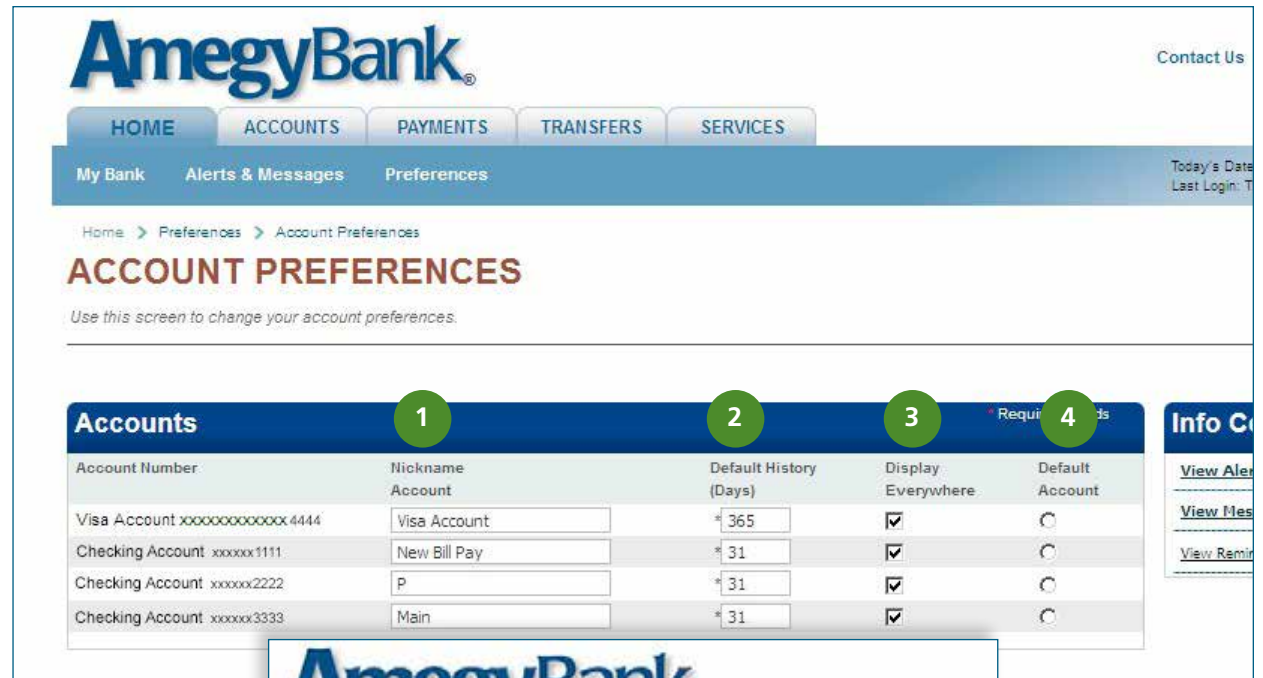 AmegyBank®
Contact Us
HOME ACCOUNTS PAYMENTS TRANSFERS SERVICES
My Bank Alerts & Messages Preferences
Today's Date
Last Login: T
Home > Preferences > Account Preferences
ACCOUNT PREFERENCES
Use this screen to change your account preferences.
Accounts 1 2 3 4
Info C
Account Number Nickname Account Default History (Days) Display Everywhere Default Account
Visa Account xxxxxxxxxxxx4444 Visa Account * 365
Checking Account xxxxxx1111 New Bill Pay * 31
Checking Account xxxxxx2222 P * 31
Checking Account xxxxxx3333 Main * 31
View Aler
View Mes
View Remin
AmegyBank